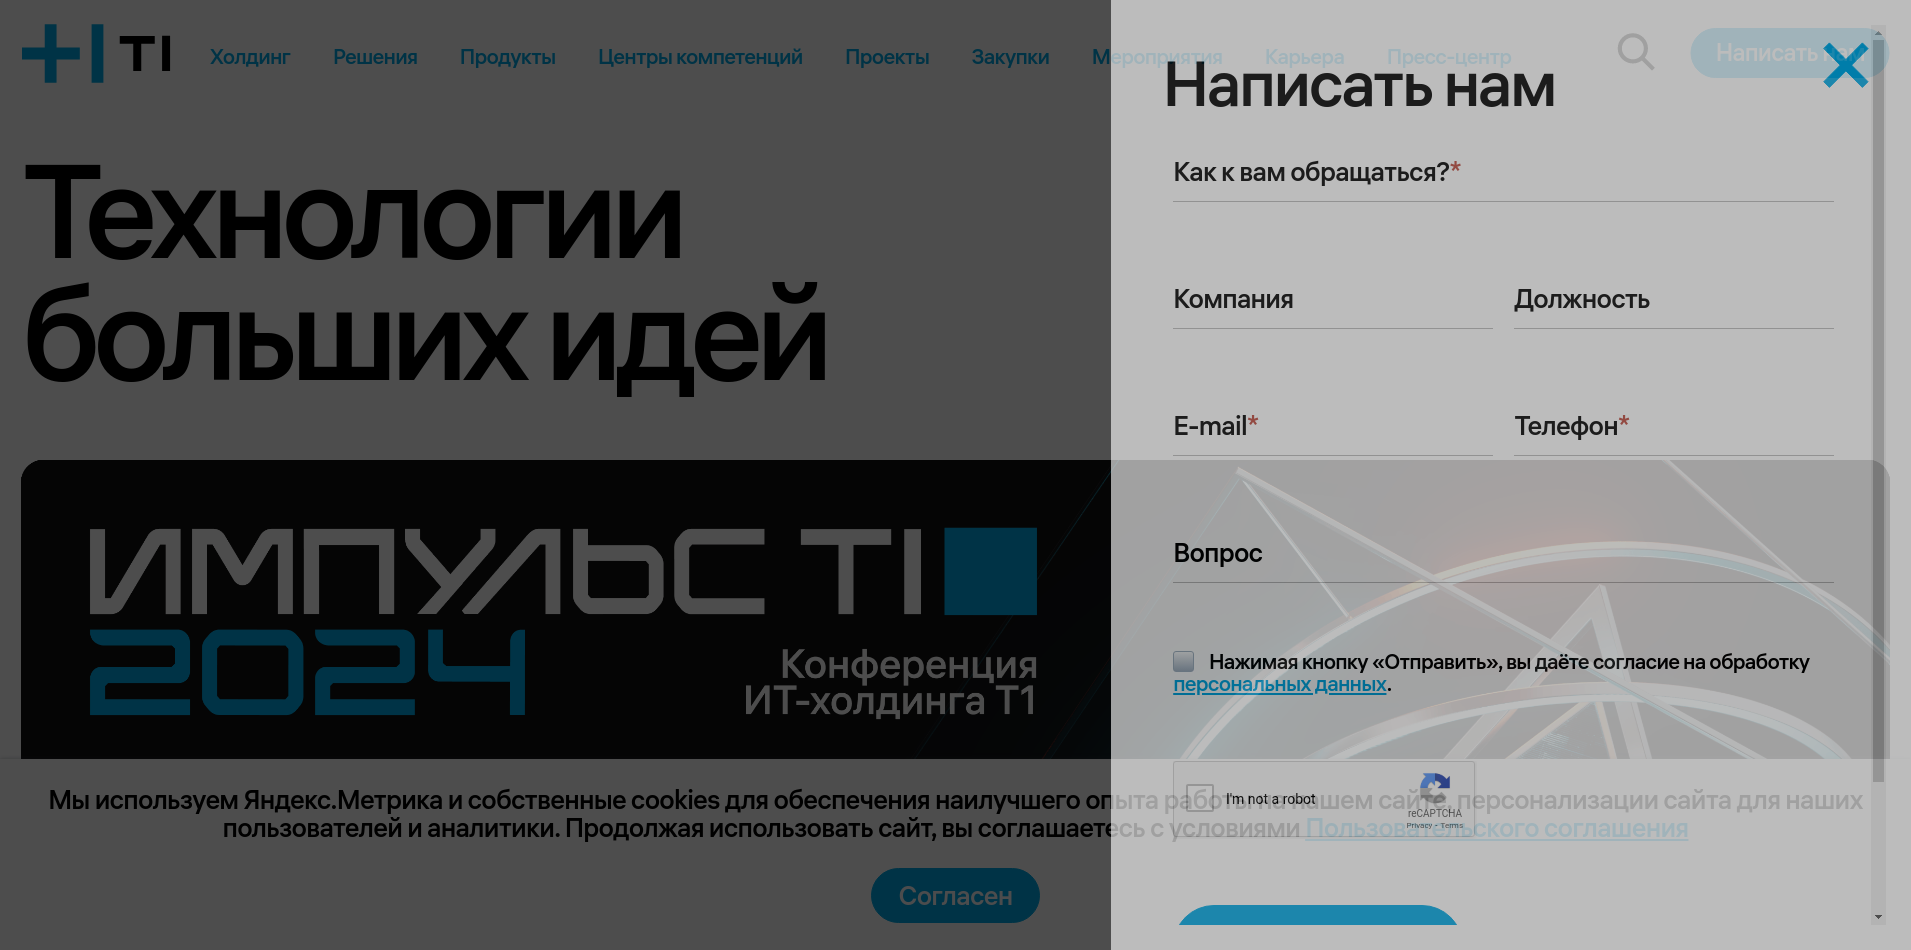 TI
Холдинг
Решения
Продукты
Центры компетенций
Проекты
Закупки
Мероприятия
Карьера
Пресс-центр
Написать нам
Технологии
больших идей
ИМПУЛЬС TI
2024
Конференция
ИТ-холдинга Т1
Мы используем Яндекс.Метрика и собственные cookies для обеспечения наилучшего опыта работы на нашем сайте, персонализации сайта для наших
пользователей и аналитики. Продолжая использовать сайт, вы соглашаетесь с условиями Пользовательского соглашения
Согласен
Написать нам
Как к вам обращаться?*
Компания
Должность
E-mail*
Телефон*
Вопрос
Нажимая кнопку «Отправить», вы даёте согласие на обработку
персональных данных.
I'm not a robot
reCAPTCHA
Privacy - Terms